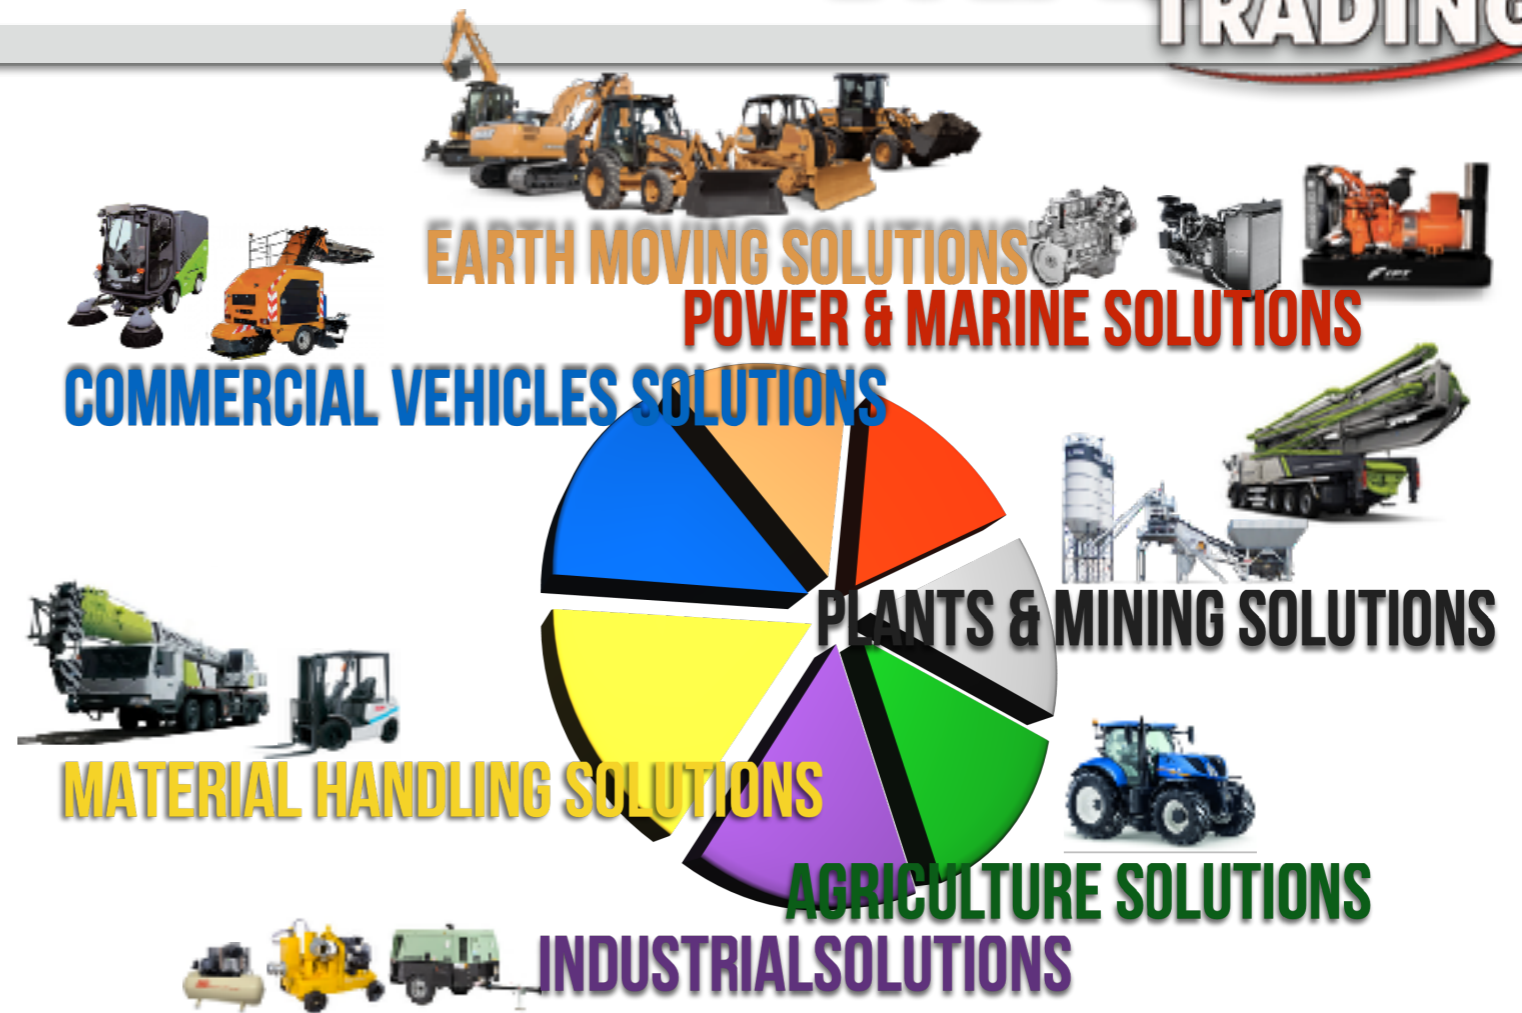 TRADING
EARTH MOVING SOLUTIONS
POWER & MARINE SOLUTIONS
COMMERCIAL VEHICLES SOLUTIONS
PLANTS & MINING SOLUTIONS
MATERIAL HANDLING SOLUTIONS
AGRICULTURE SOLUTIONS
INDUSTRIALSOLUTIONS